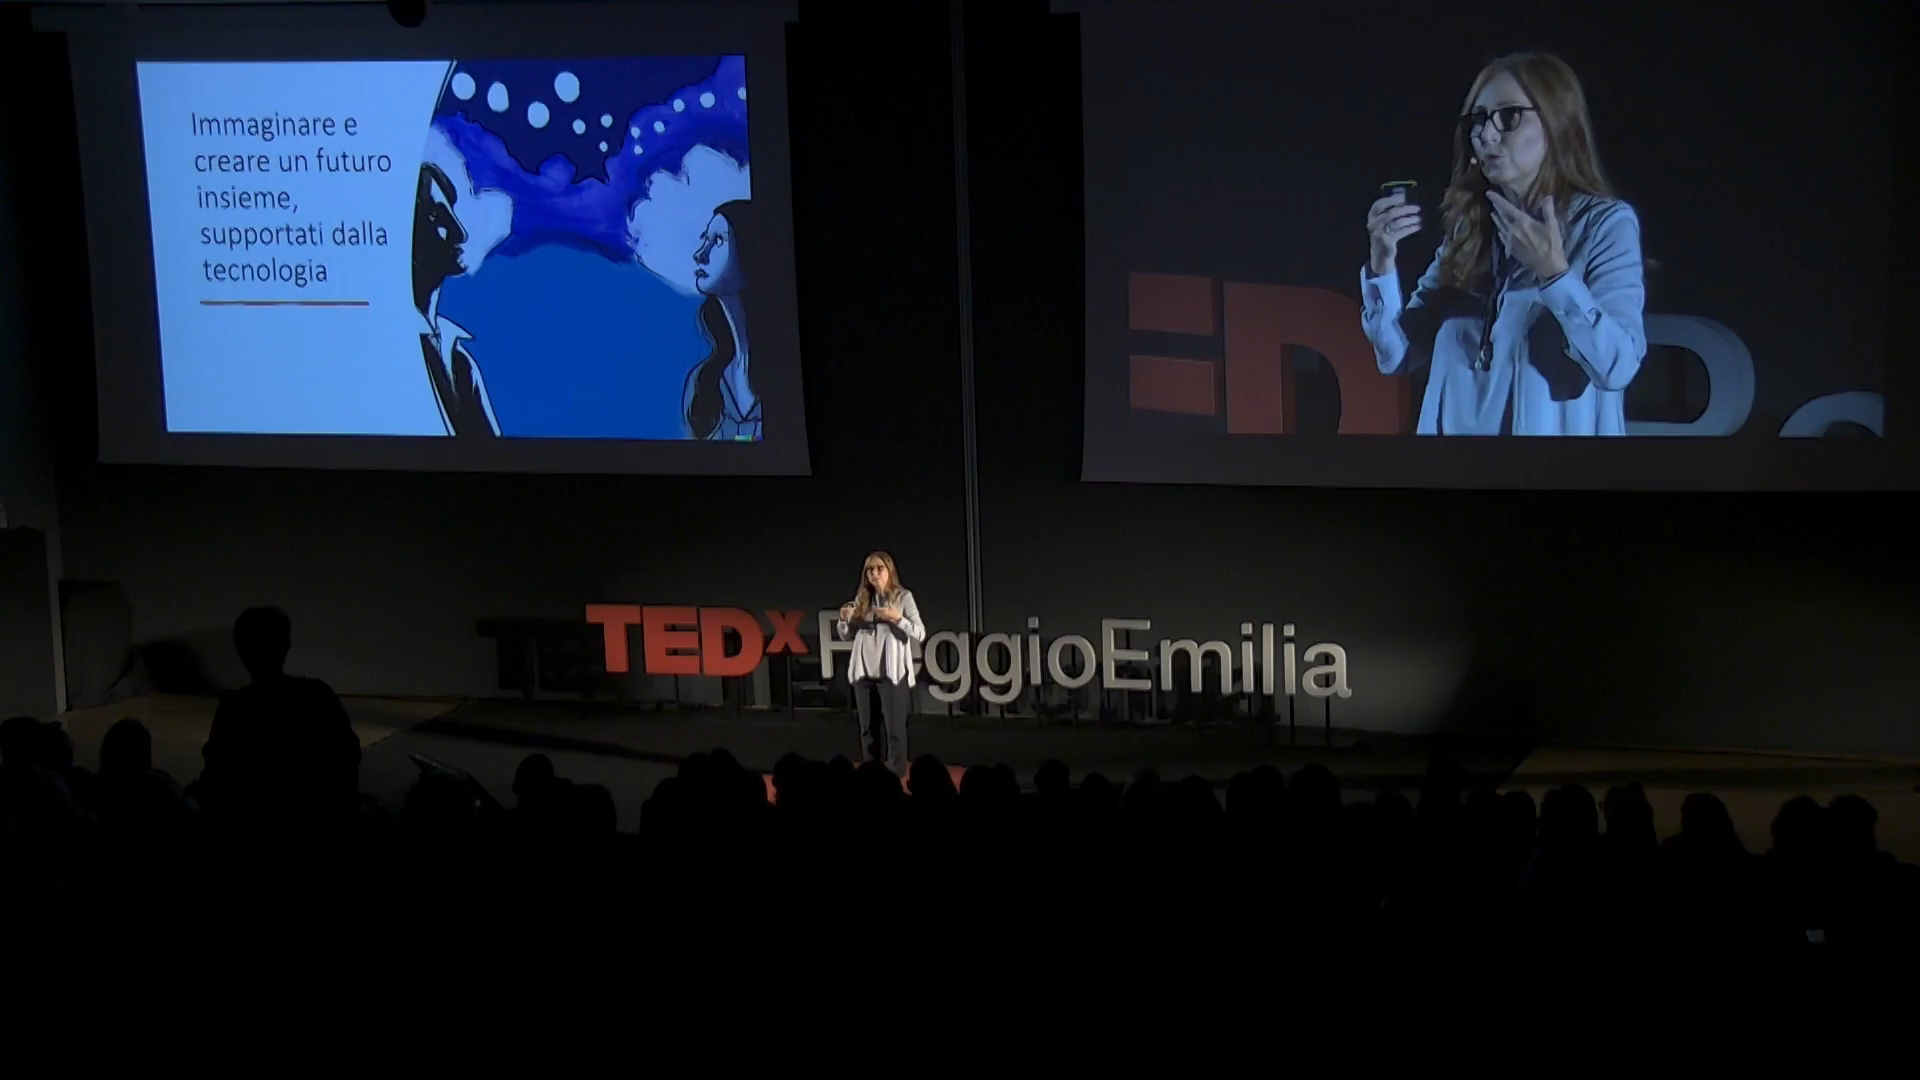 Immaginare e
creare un futuro
insieme,
supportati dalla
tecnologia
TEDx ReggioEmilia